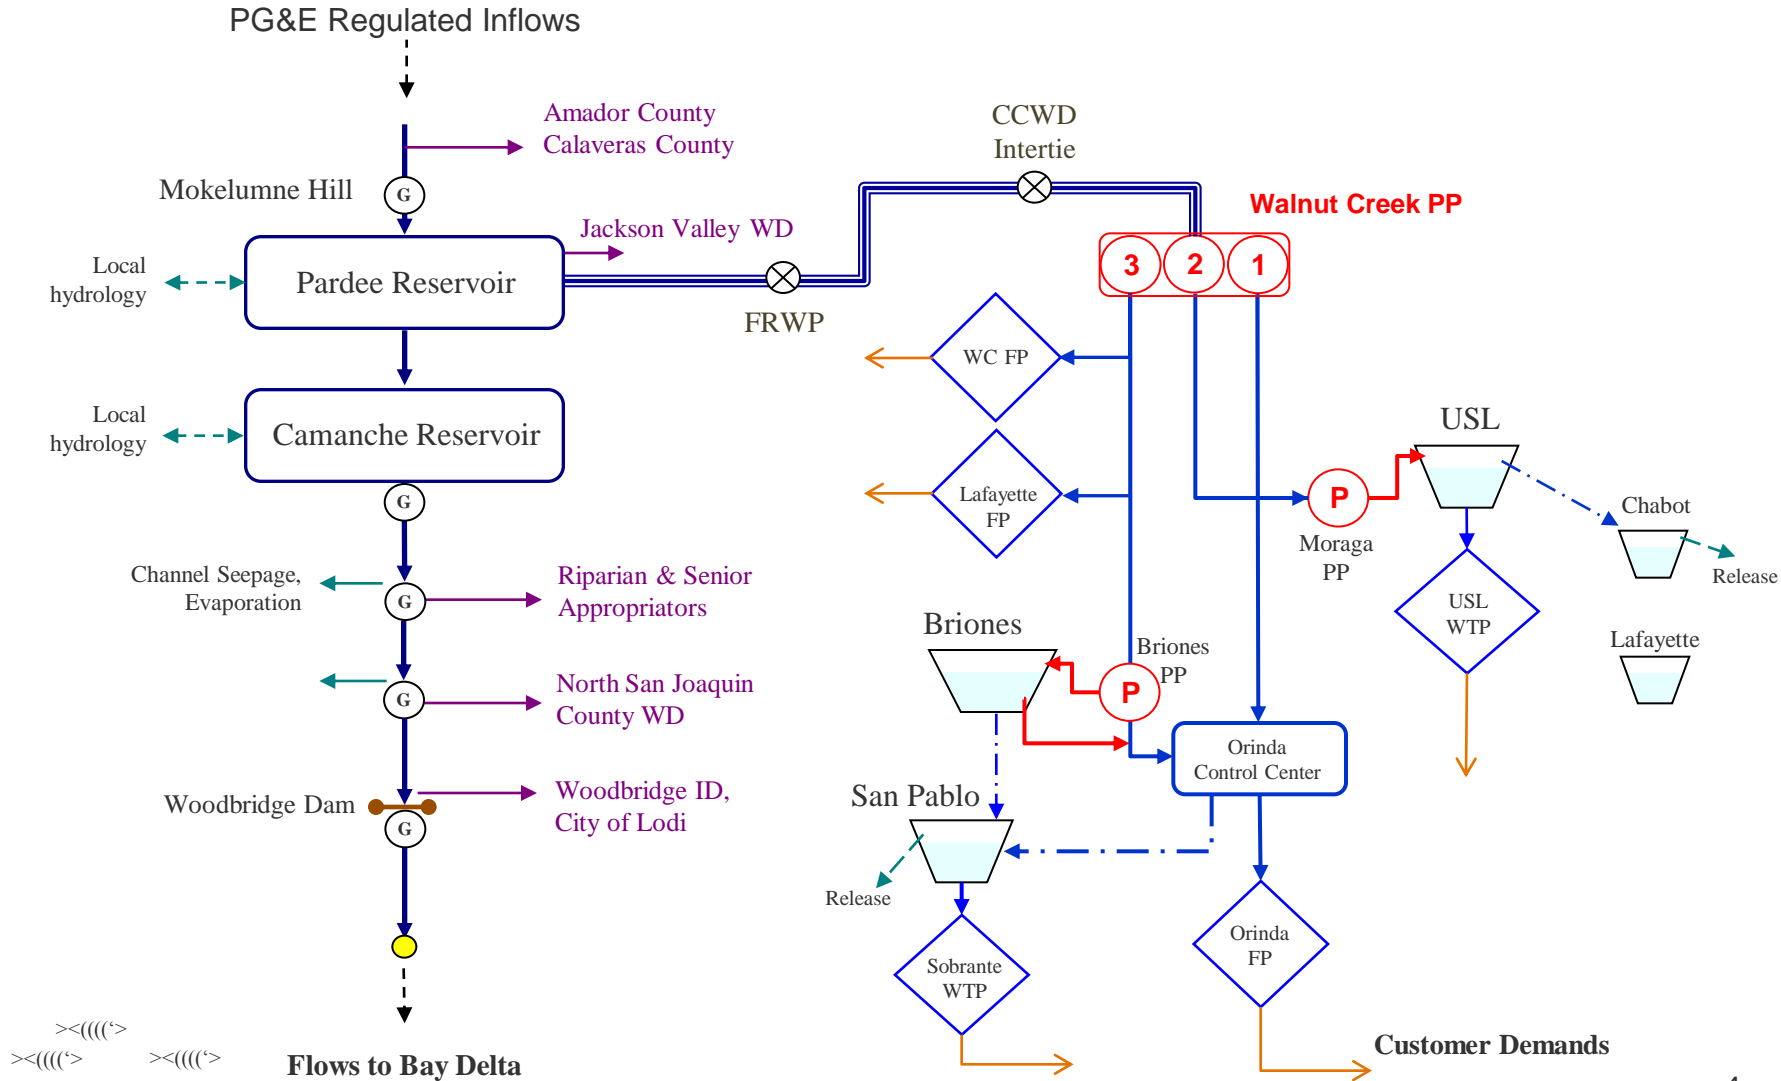 PG&E Regulated Inflows
Amador County
Calaveras County
CCWD
Intertie
Mokelumne Hill
G
Walnut Creek PP
Jackson Valley WD
Local
hydrology
Pardee Reservoir
3
2
1
FRWP
WC FP
Local
hydrology
Camanche Reservoir
USL
G
Lafayette
FP
P
Moraga
PP
Chabot
Release
Channel Seepage,
Evaporation
G
Riparian & Senior
Appropriators
USL
WTP
Briones
Briones
PP
Lafayette
G
North San Joaquin
County WD
P
Orinda
Control Center
Woodbridge Dam
Woodbridge ID,
City of Lodi
San Pablo
G
Release
Orinda
FP
Sobrante
WTP
><((((‘>
><((((‘>
><((((‘>
Flows to Bay Delta
Customer Demands